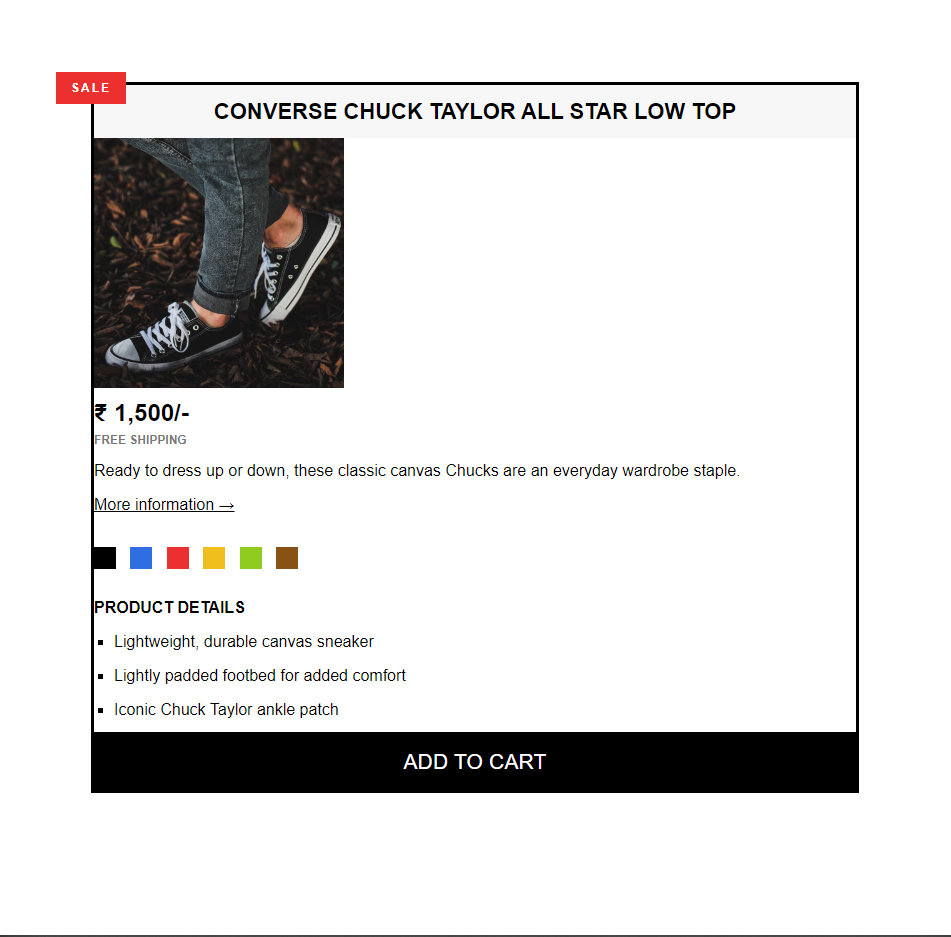 SALE
CONVERSE CHUCK TAYLOR ALL STAR LOW TOP
₹ 1,500/-
FREE SHIPPING
Ready to dress up or down, these classic canvas Chucks are an everyday wardrobe staple.
More information →
PRODUCT DETAILS
Lightweight, durable canvas sneaker
Lightly padded footbed for added comfort
Iconic Chuck Taylor ankle patch
ADD TO CART